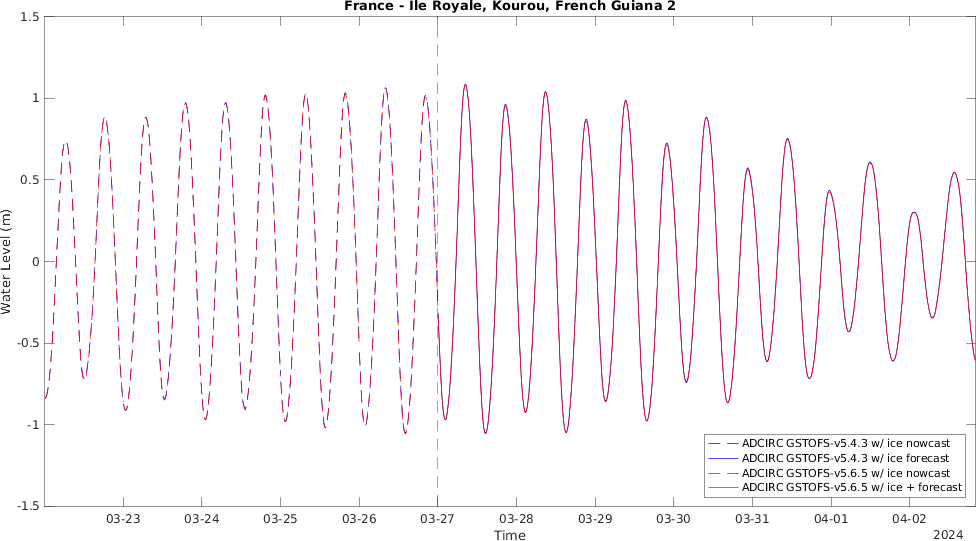 France - Ile Royale, Kourou, French Guiana 2
1.5
1
0.5
0
-0.5
-1
-1.5
Water Level (m)
03-23 03-24 03-25 03-26 03-27 03-28 03-29 03-30 03-31 04-01 04-02
Time
2024
ADCIRC GSTOFS-v5.4.3 w/ ice nowcast
ADCIRC GSTOFS-v5.4.3 w/ ice forecast
ADCIRC GSTOFS-v5.6.5 w/ ice nowcast
ADCIRC GSTOFS-v5.6.5 w/ ice + forecast